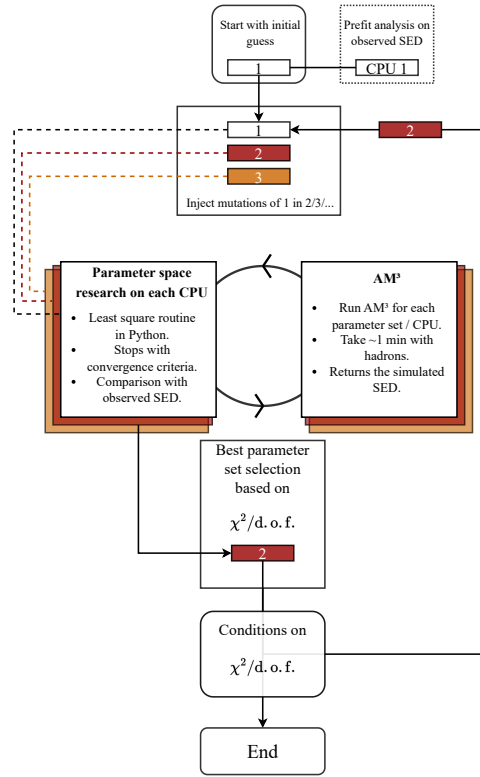 Start with initial
guess
1
Prefit analysis on
observed SED
CPU 1
1
2
3
Inject mutations of 1 in 2/3/...
2
Parameter space
research on each CPU
• Least square routine
in Python.
• Stops with
convergence criteria.
• Comparison with
observed SED.
AM³
• Run AM³ for each
parameter set / CPU.
• Take ~1 min with
hadrons.
• Returns the simulated
SED.
Best parameter
set selection
based on
χ²/d.o.f.
2
Conditions on
χ²/d.o.f.
End